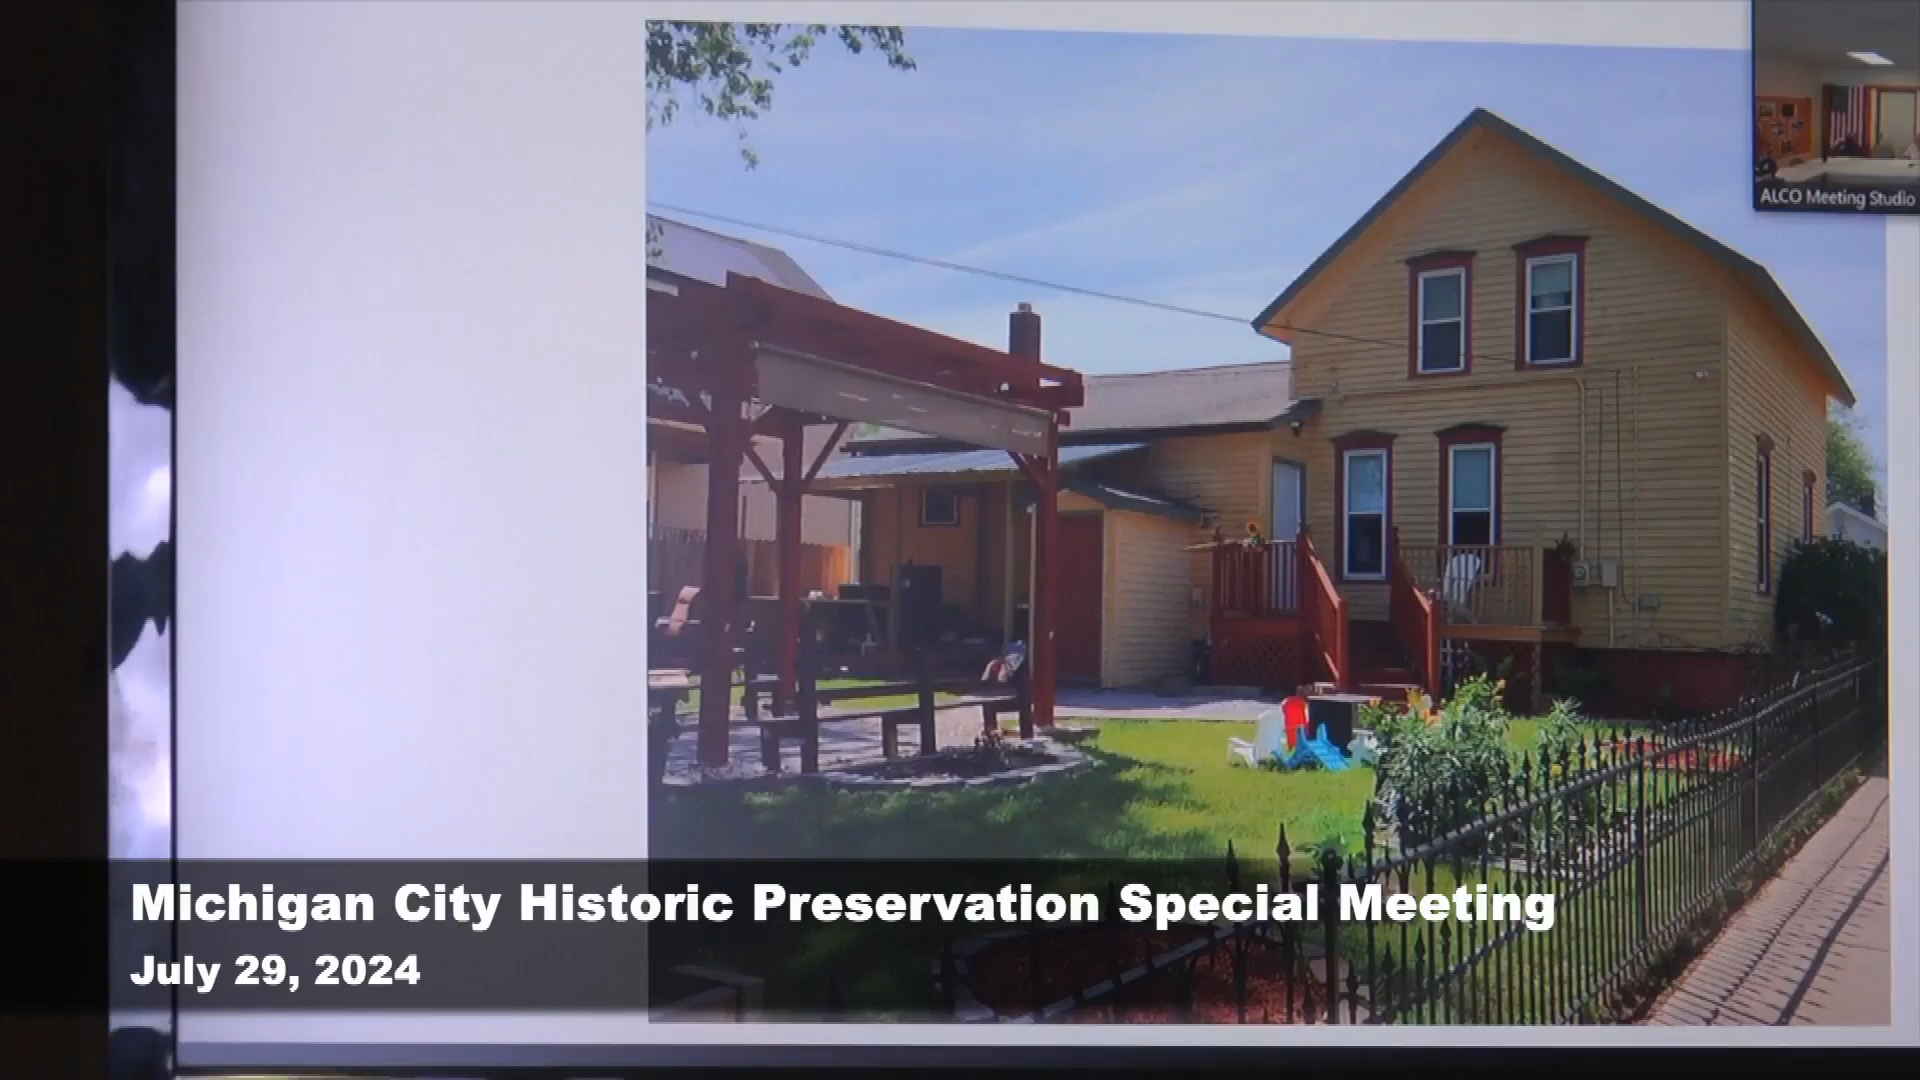 ALCO Meeting Studio
Michigan City Historic Preservation Special Meeting
July 29, 2024